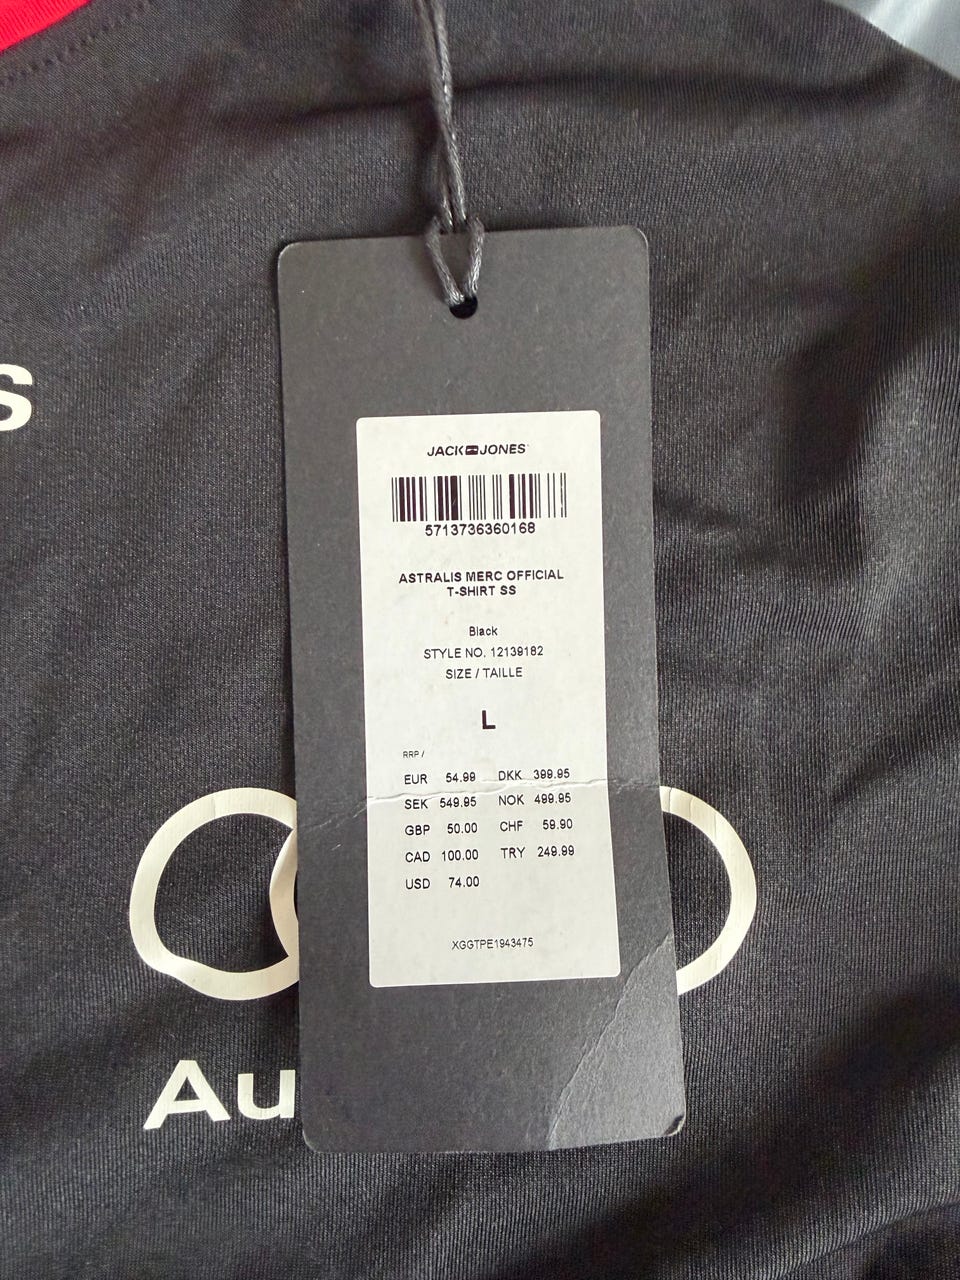 s
JACK JONES
5713736360168
ASTRALIS MERC OFFICIAL
T-SHIRT SS
Black
STYLE NO. 12139182
SIZE / TAILLE
L
RRP /
EUR 54.99 DKK 399.95
SEK 549.95 NOK 499.95
GBP 50.00 CHF 59.90
CAD 100.00 TRY 249.99
USD 74.00
XGGTPE1943475
Au